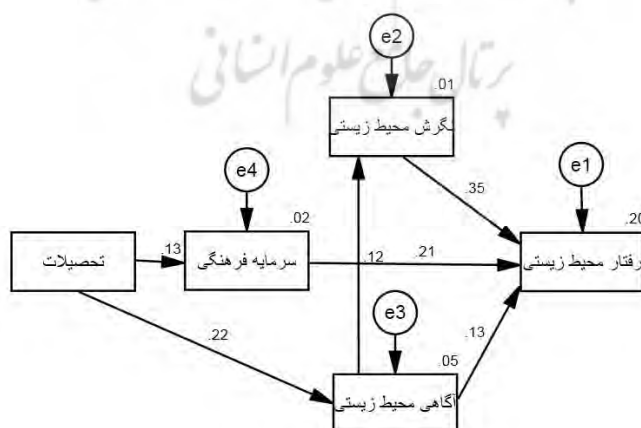 پرتال جامع علوم انسانی
e2
.01
نگرش محیط زیستی
e4
e1
.02
.35
.20
تحصیلات
.13
سرمایه فرهنگی
.12
.21
رفتار محیط زیستی
e3
.22
.13
.05
آگاهی محیط زیستی